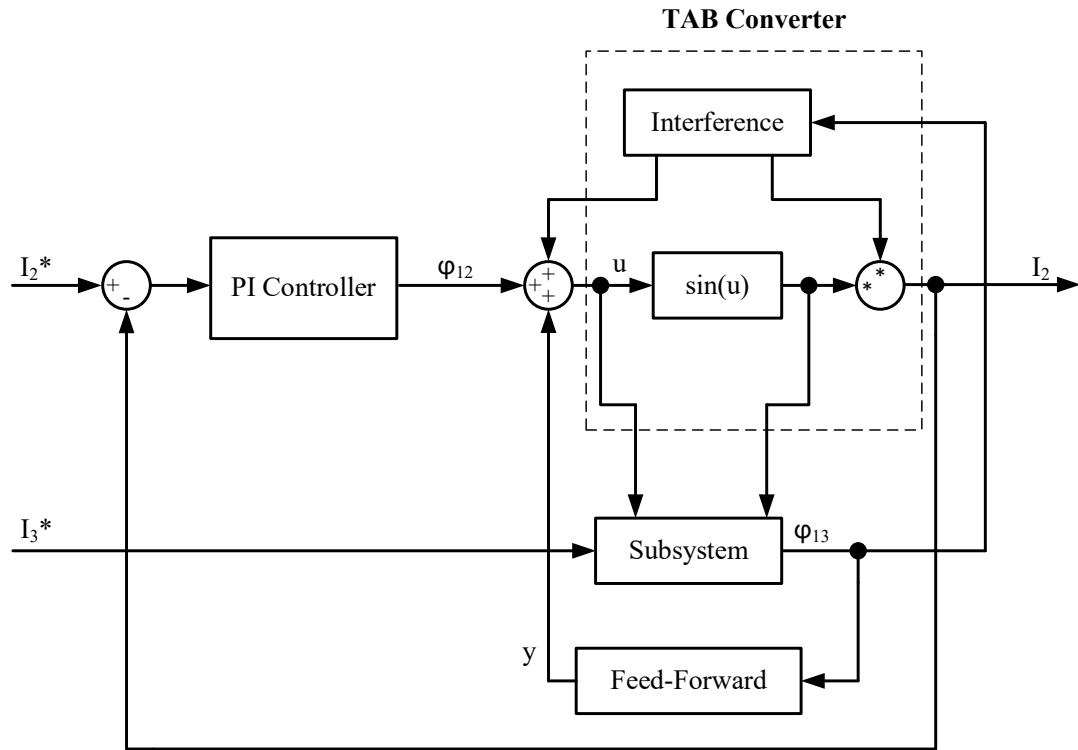 TAB Converter
Interference
I2*
+
-
PI Controller
φ12
+
+
+
u
sin(u)
*
*
I2
I3*
Subsystem
φ13
y
Feed-Forward